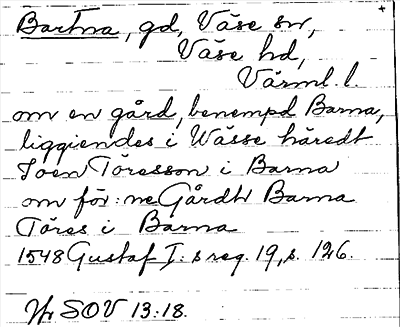 Bartna, gd, Väse sn,
Väse hd,
Värml. l.
om en gård, benempd Barna,
liggiendes i Wässe häredt
Joen Töresson i Barna
om för:ne Gårdh Barna
Töres i Barna
1548 Gustaf I:s reg. 19, s. 126.
SOV 13:18.